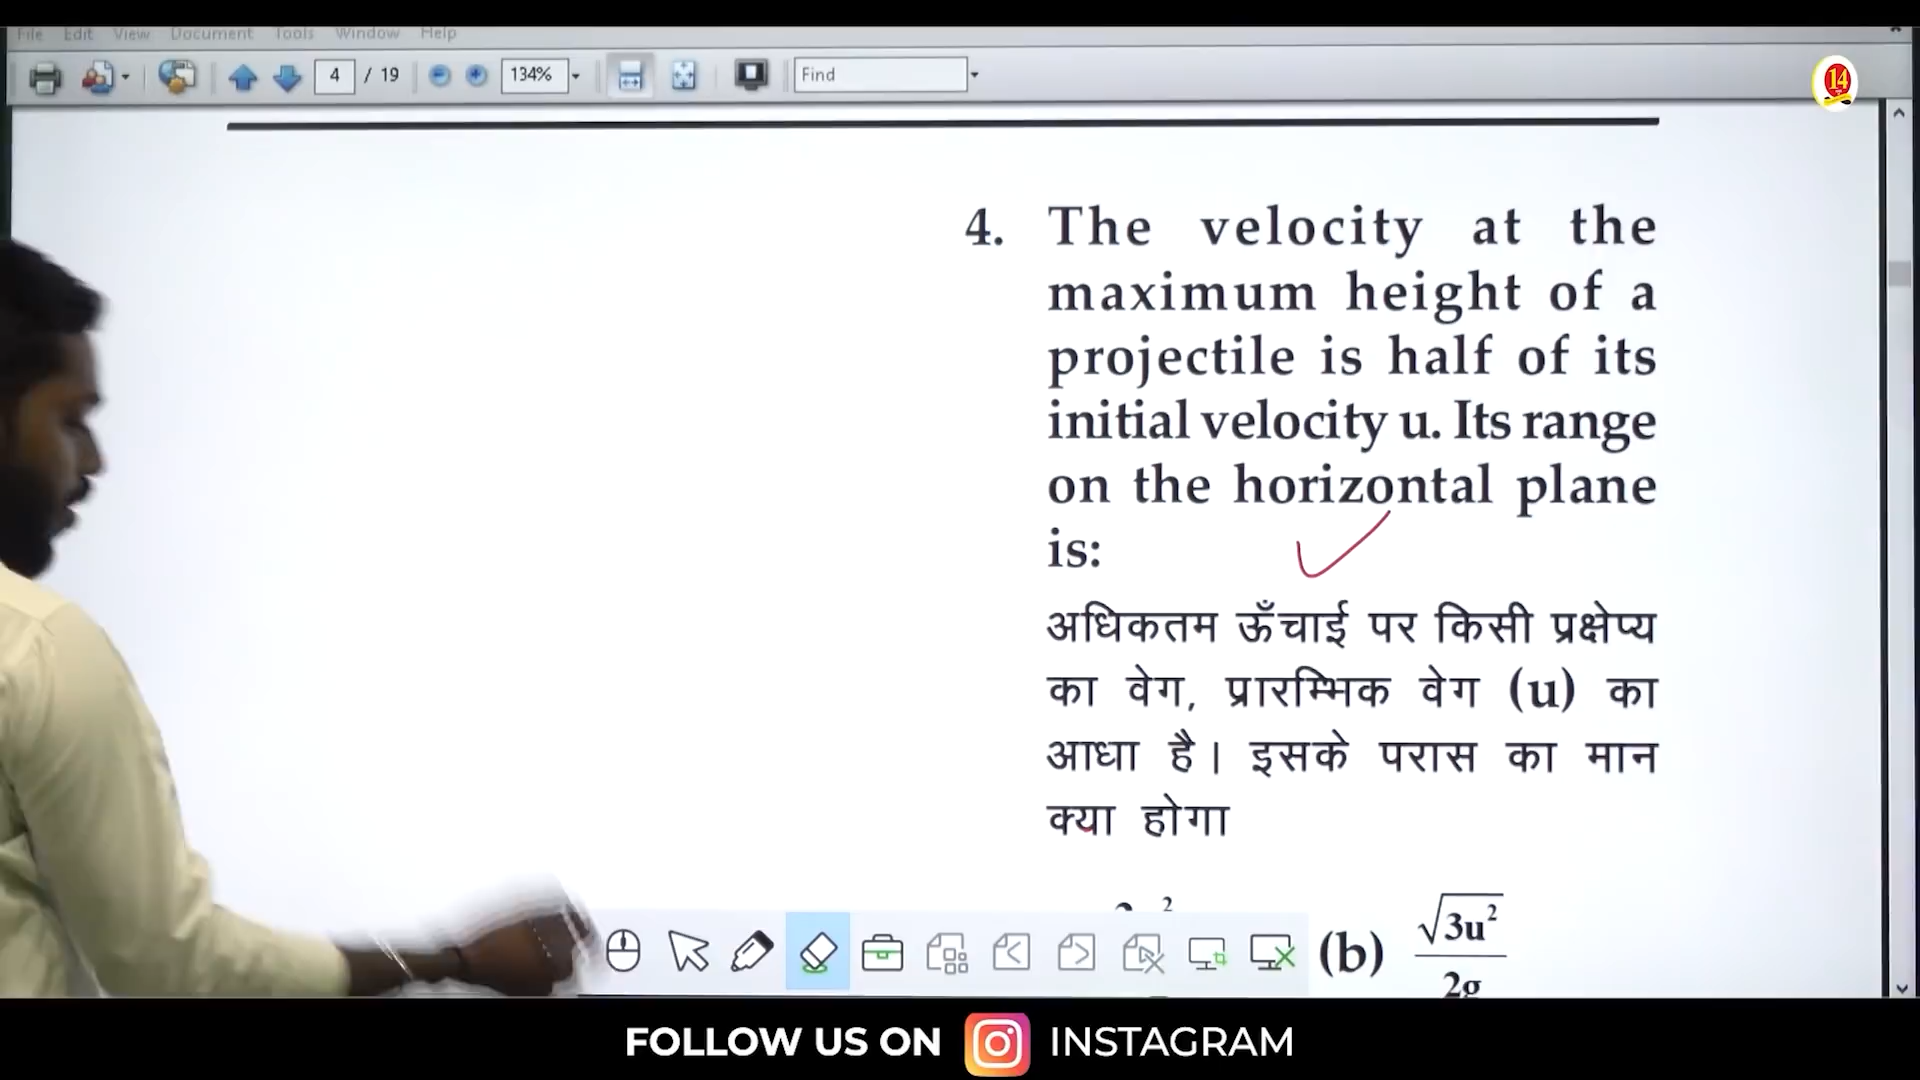 File Edit View Document Tools Window Help
4 / 19 134% Find
14
4. The velocity at the
maximum height of a
projectile is half of its
initial velocity u. Its range
on the horizontal plane
is:
अधिकतम ऊँचाई पर किसी प्रक्षेप्य
का वेग, प्रारम्भिक वेग (u) का
आधा है। इसके परास का मान
क्या होगा
(b) √3u²
2g
FOLLOW US ON INSTAGRAM